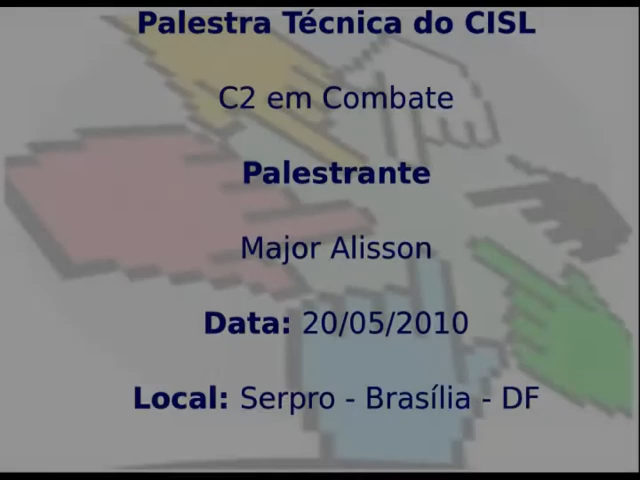 Palestra Técnica do CISL
C2 em Combate
Palestrante
Major Alisson
Data: 20/05/2010
Local: Serpro - Brasília - DF